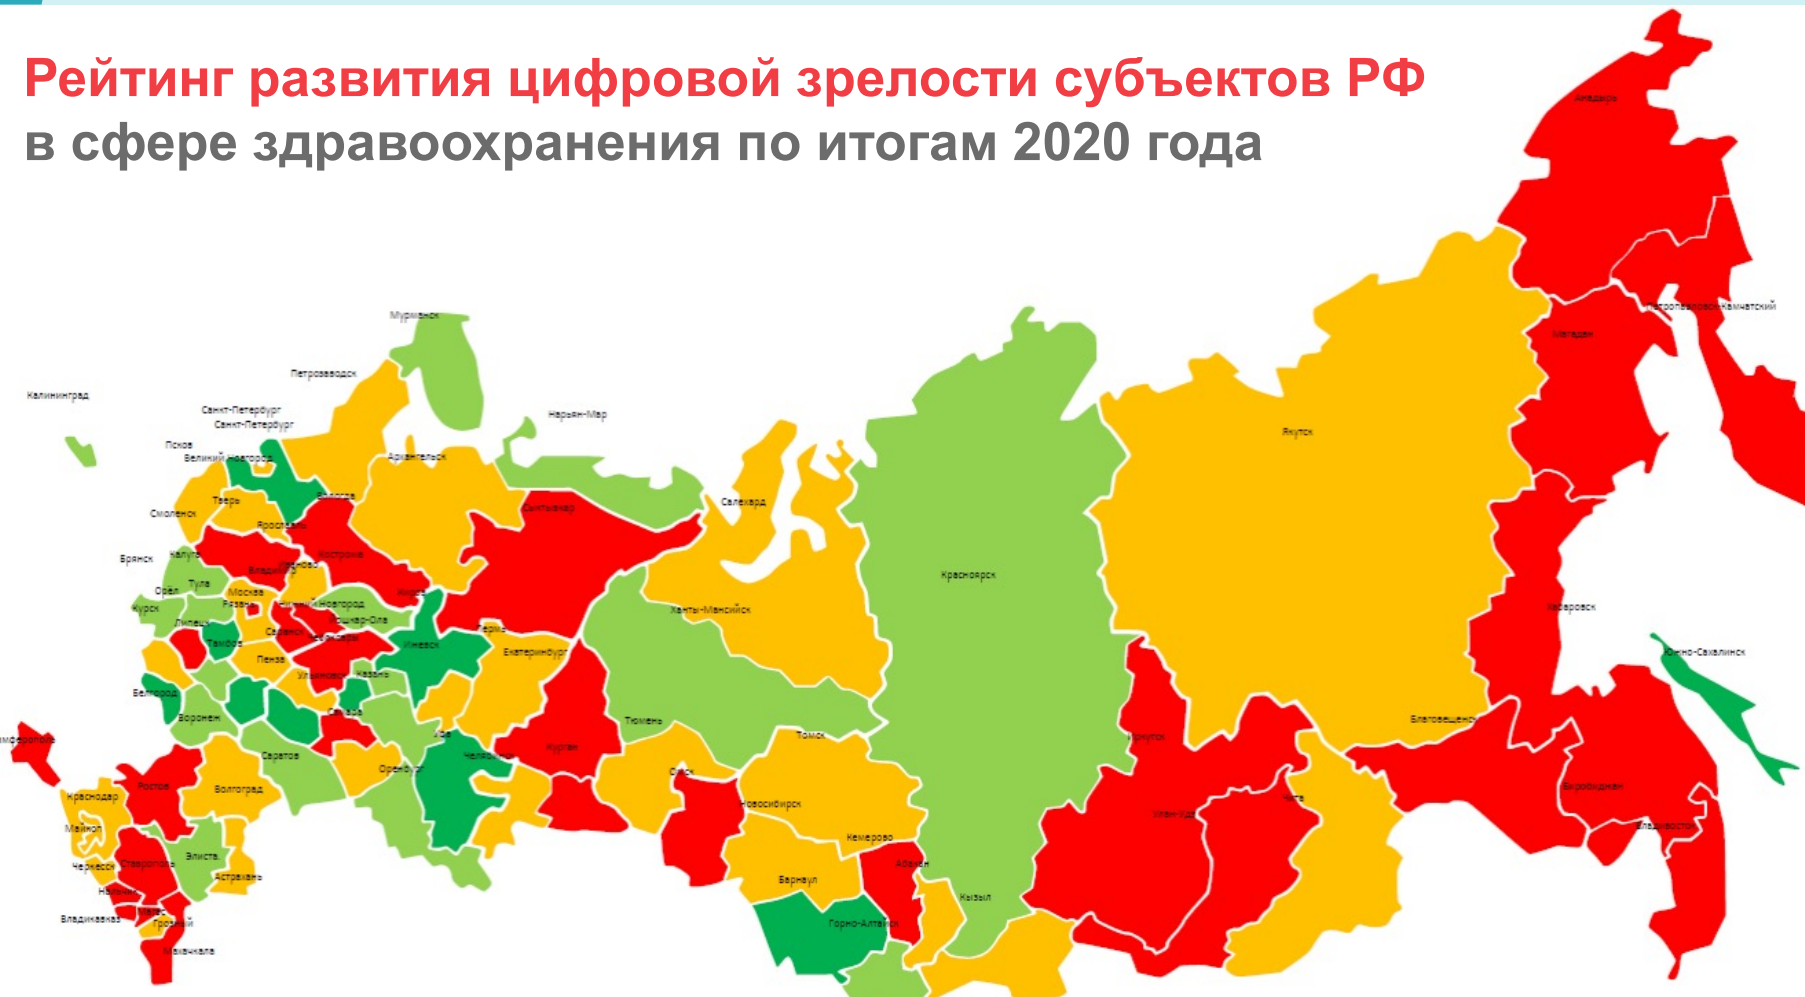 Рейтинг развития цифровой зрелости субъектов РФ
в сфере здравоохранения по итогам 2020 года
Анадырь
Петропавловск-Камчатский
Магадан
Мурманск
Петрозаводск
Калининград
Санкт-Петербург
Санкт-Петербург
Нарьян-Мар
Псков
Великий Новгород
Архангельск
Якутск
Тверь
Вологда
Салехард
Смоленск
Сыктывкар
Ярославль
Брянск
Калуга
Кострома
Иваново
Владимир
Красноярск
Орёл
Тула
Москва
Киров
Курск
Рязань
Нижний Новгород
Ханты-Мансийск
Хабаровск
Липецк
Йошкар-Ола
Саранск
Чебоксары
Пермь
Тамбов
Ижевск
Екатеринбург
Южно-Сахалинск
Пенза
Ульяновск
Казань
Белгород
Воронеж
Самара
Тюмень
Благовещенск
Уфа
Томск
Иркутск
Симферополь
Саратов
Челябинск
Курган
Оренбург
Омск
Ростов
Волгоград
Краснодар
Новосибирск
Чита
Биробиджан
Улан-Удэ
Майкоп
Владивосток
Кемерово
Черкесск
Ставрополь
Элиста
Астрахань
Абакан
Барнаул
Кызыл
Нальчик
Магас
Владикавказ
Грозный
Горно-Алтайск
Махачкала